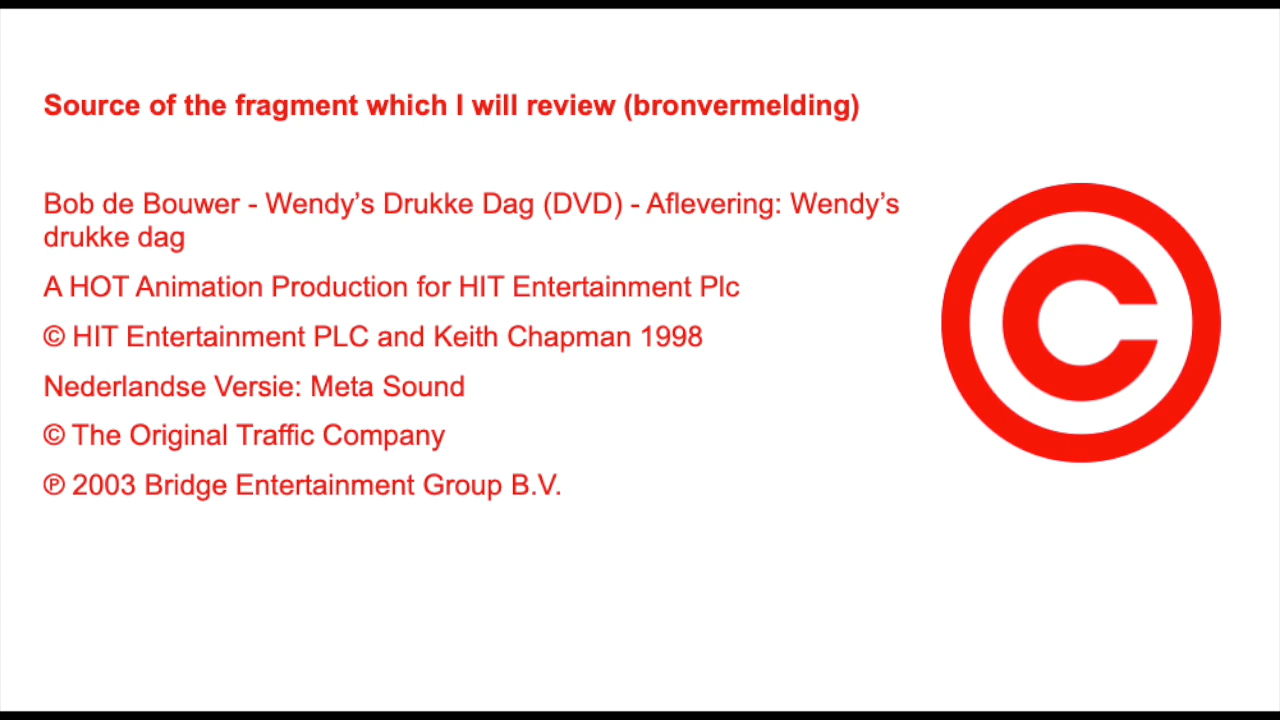 Source of the fragment which I will review (bronvermelding)
Bob de Bouwer - Wendy’s Drukke Dag (DVD) - Aflevering: Wendy’s
drukke dag
A HOT Animation Production for HIT Entertainment Plc
© HIT Entertainment PLC and Keith Chapman 1998
Nederlandse Versie: Meta Sound
© The Original Traffic Company
℗ 2003 Bridge Entertainment Group B.V.